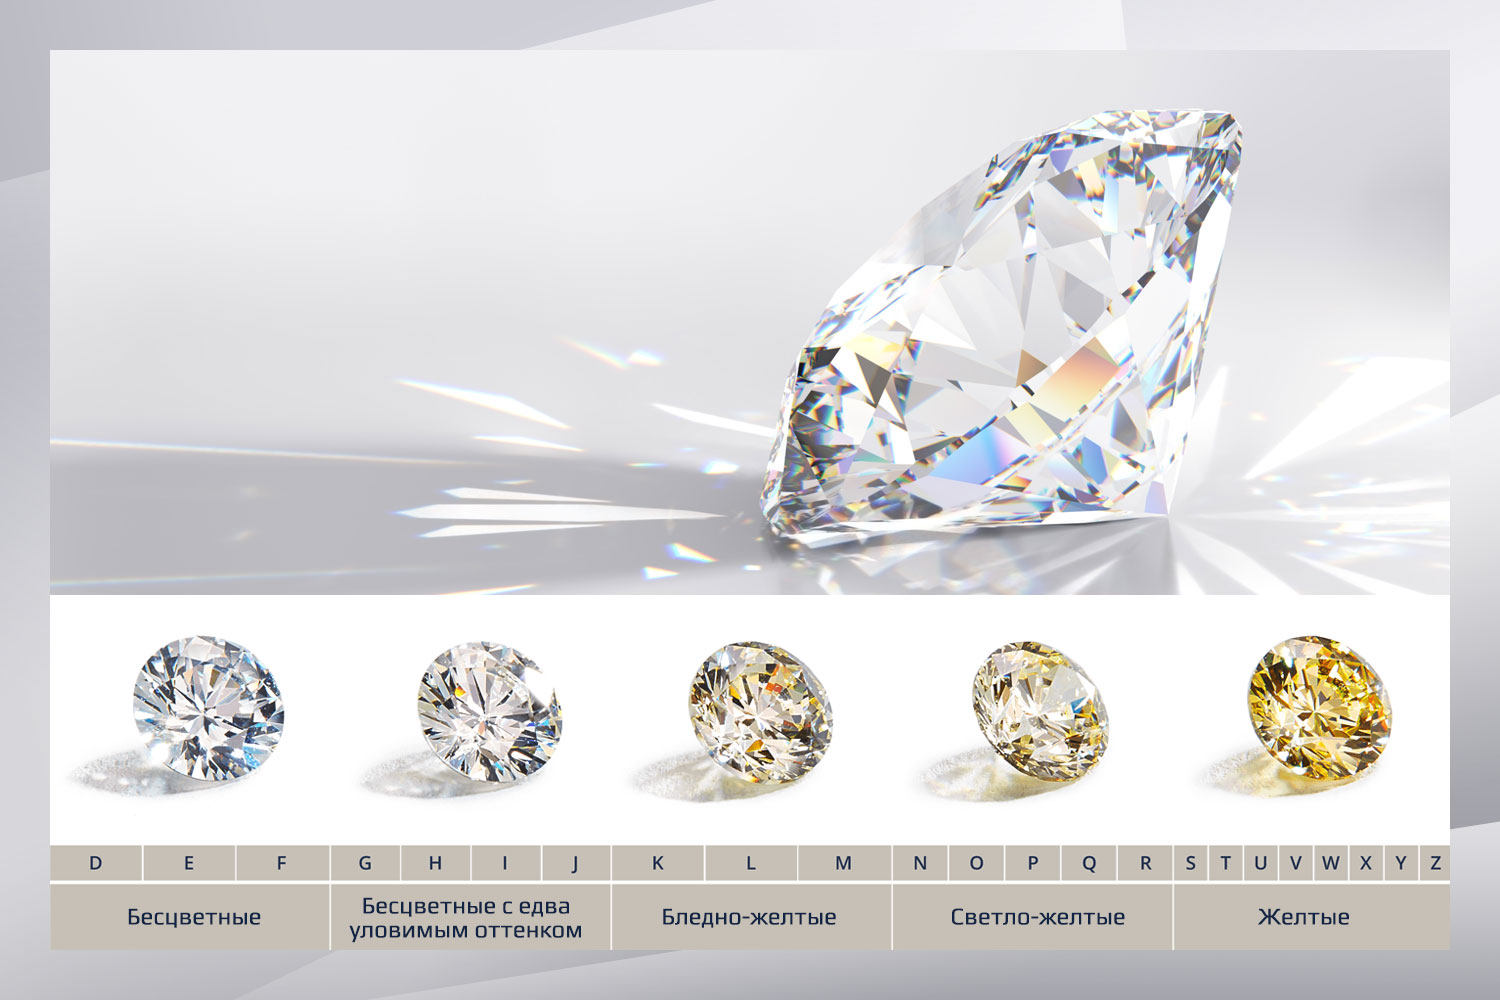 D E F G H I J K L M N O P Q R S T U V W X Y Z
Бесцветные
Бесцветные с едва
уловимым оттенком
Бледно-желтые
Светло-желтые
Желтые